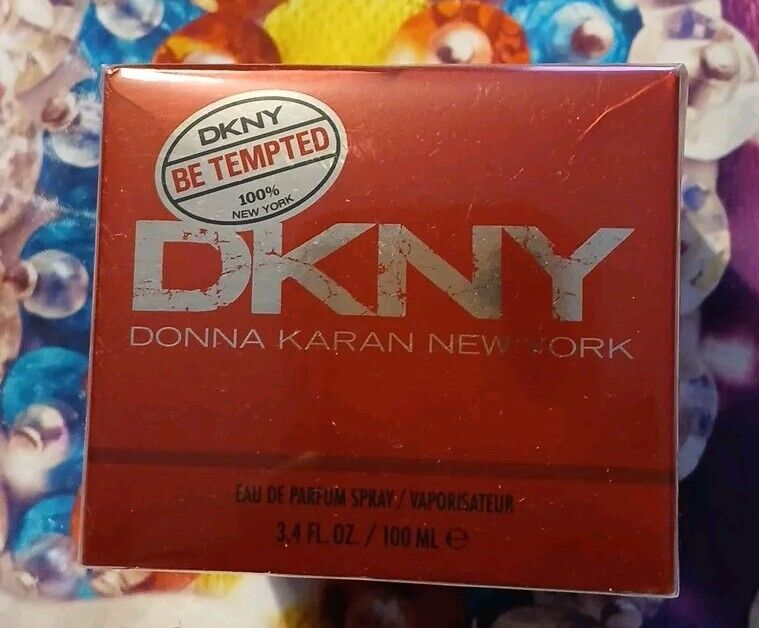 DKNY
BE TEMPTED
100%
NEW YORK
DKNY
DONNA KARAN NEW YORK
EAU DE PARFUM SPRAY / VAPORISATEUR
3.4 FL. OZ. / 100 ML ℮